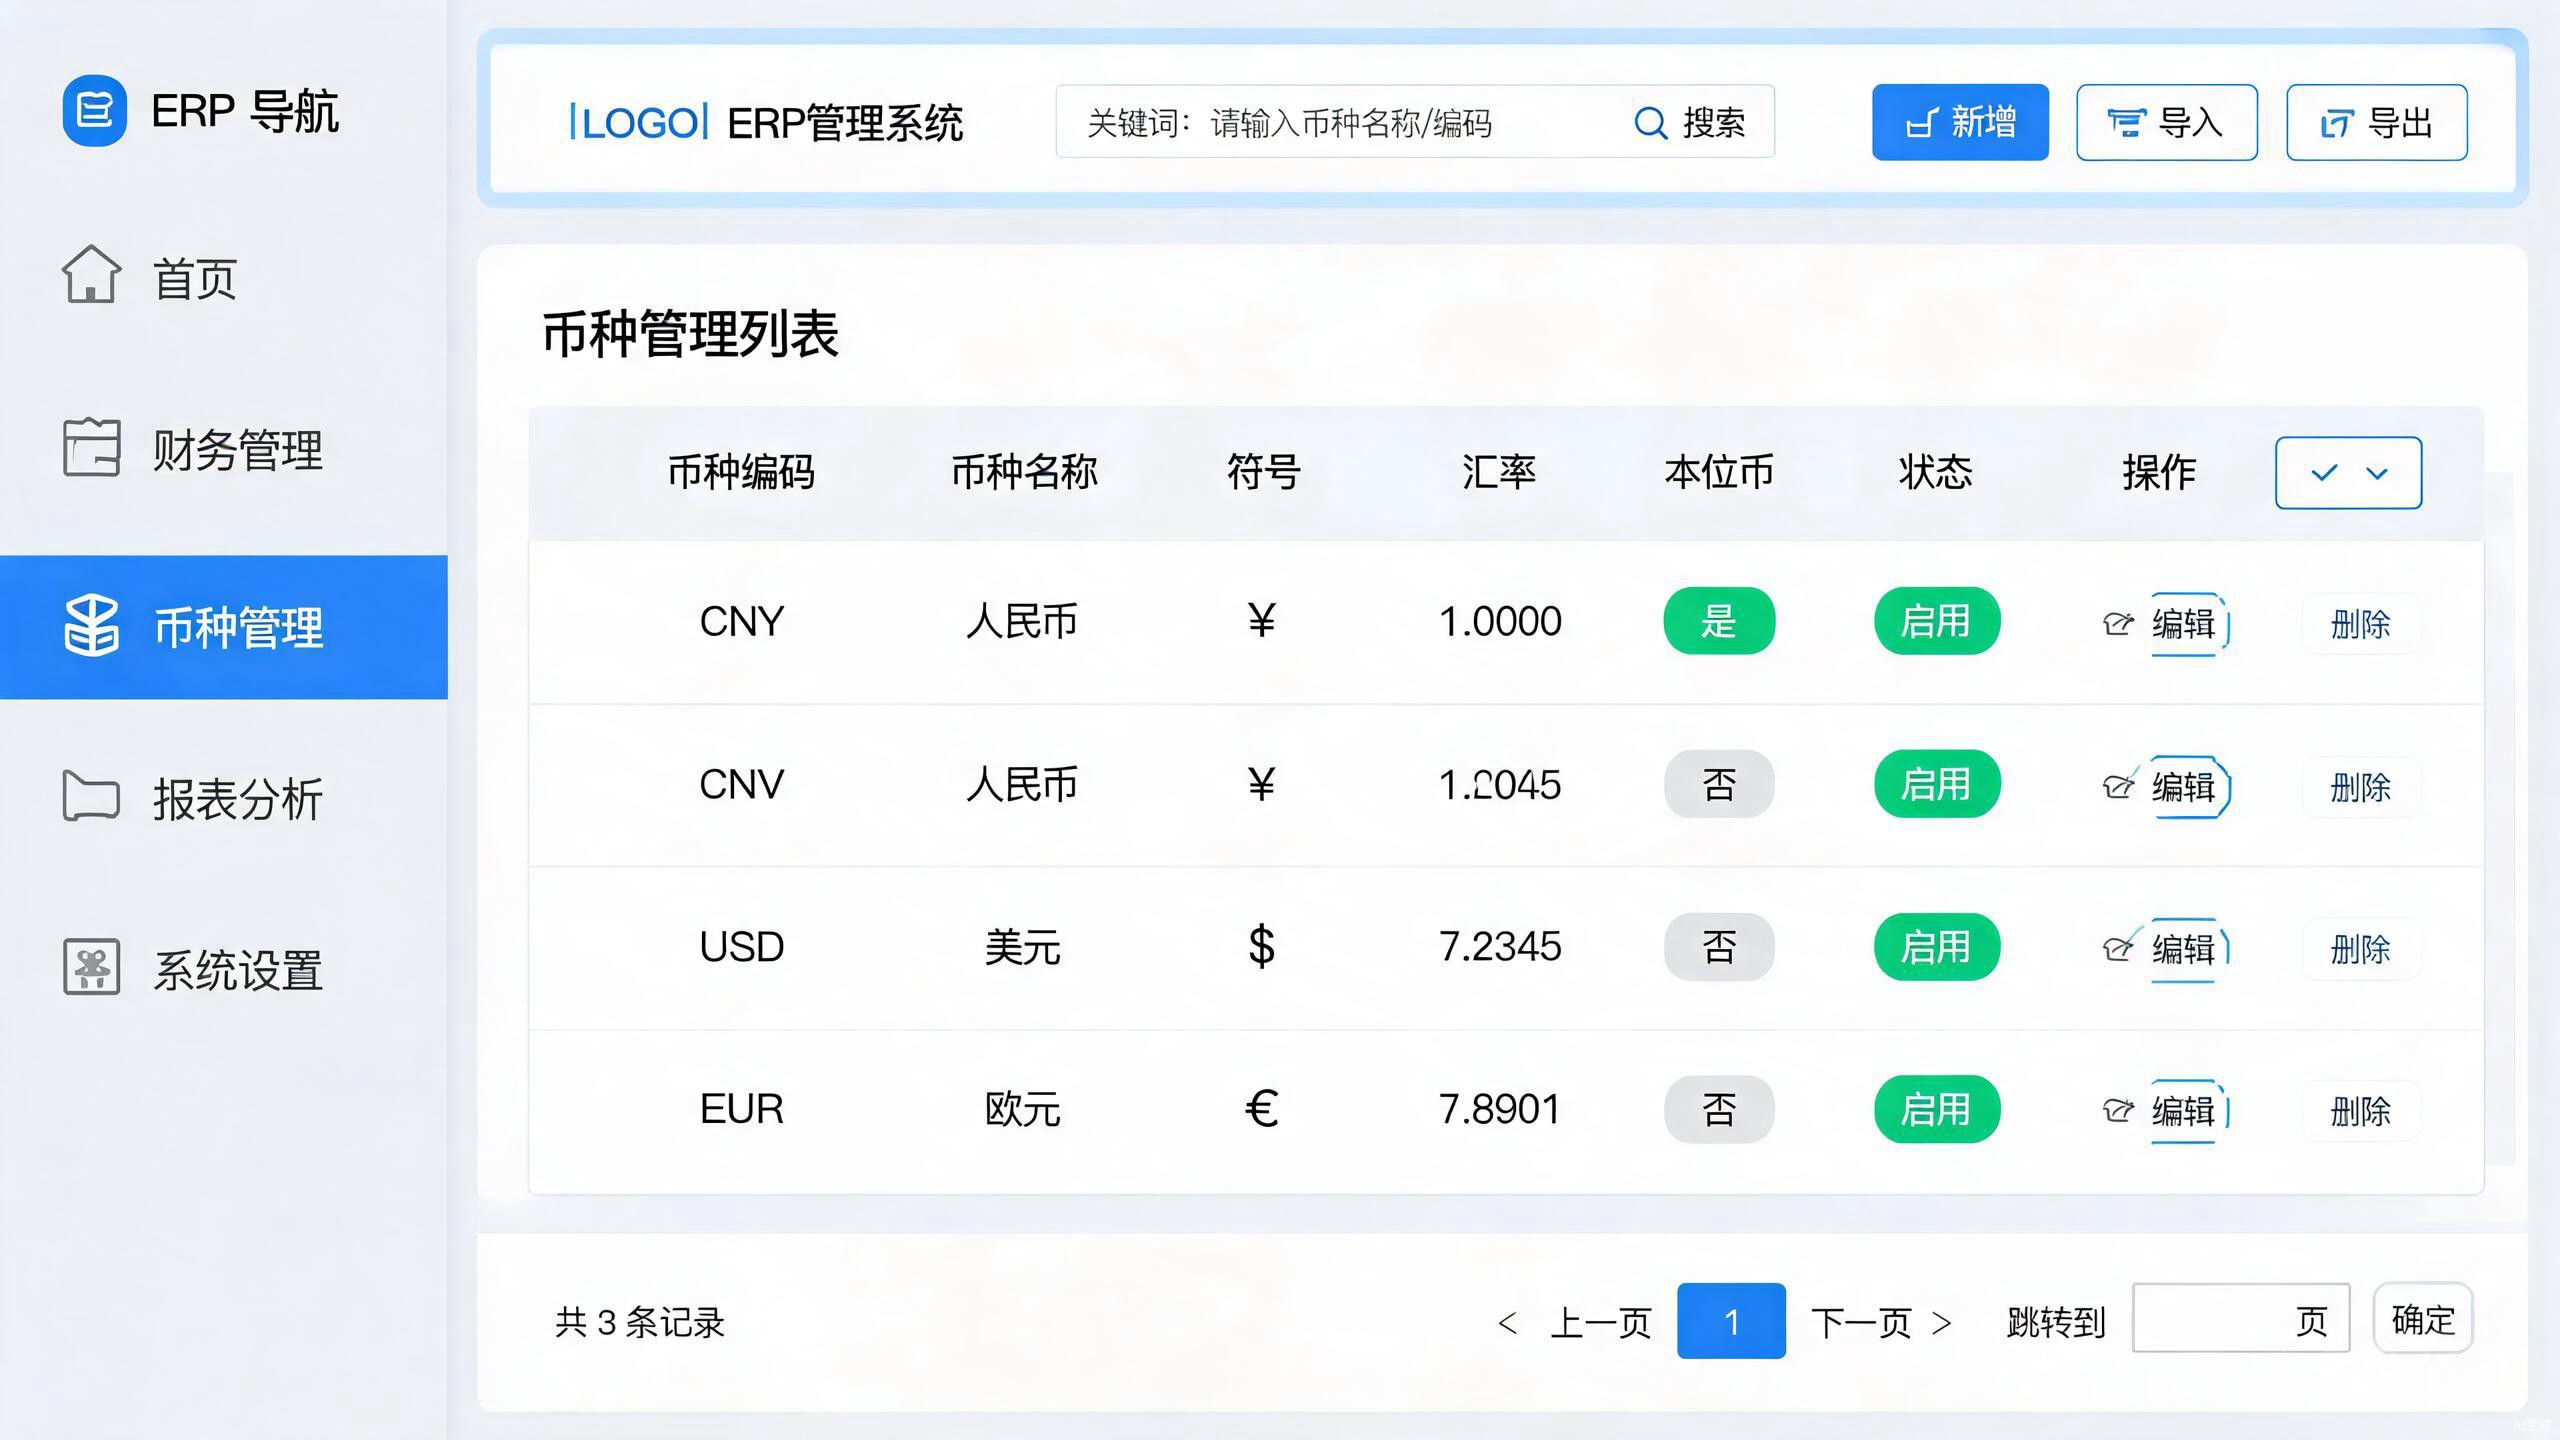 ERP 导航
首页
财务管理
币种管理
报表分析
系统设置
|LOGO| ERP管理系统
关键词：请输入币种名称/编码 搜索
新增 导入 导出
币种管理列表
币种编码 币种名称 符号 汇率 本位币 状态 操作
CNY 人民币 ¥ 1.0000 是 启用 编辑 删除
CNV 人民币 ¥ 1.2045 否 启用 编辑 删除
USD 美元 $ 7.2345 否 启用 编辑 删除
EUR 欧元 € 7.8901 否 启用 编辑 删除
共 3 条记录
< 上一页 1 下一页 > 跳转到 页 确定